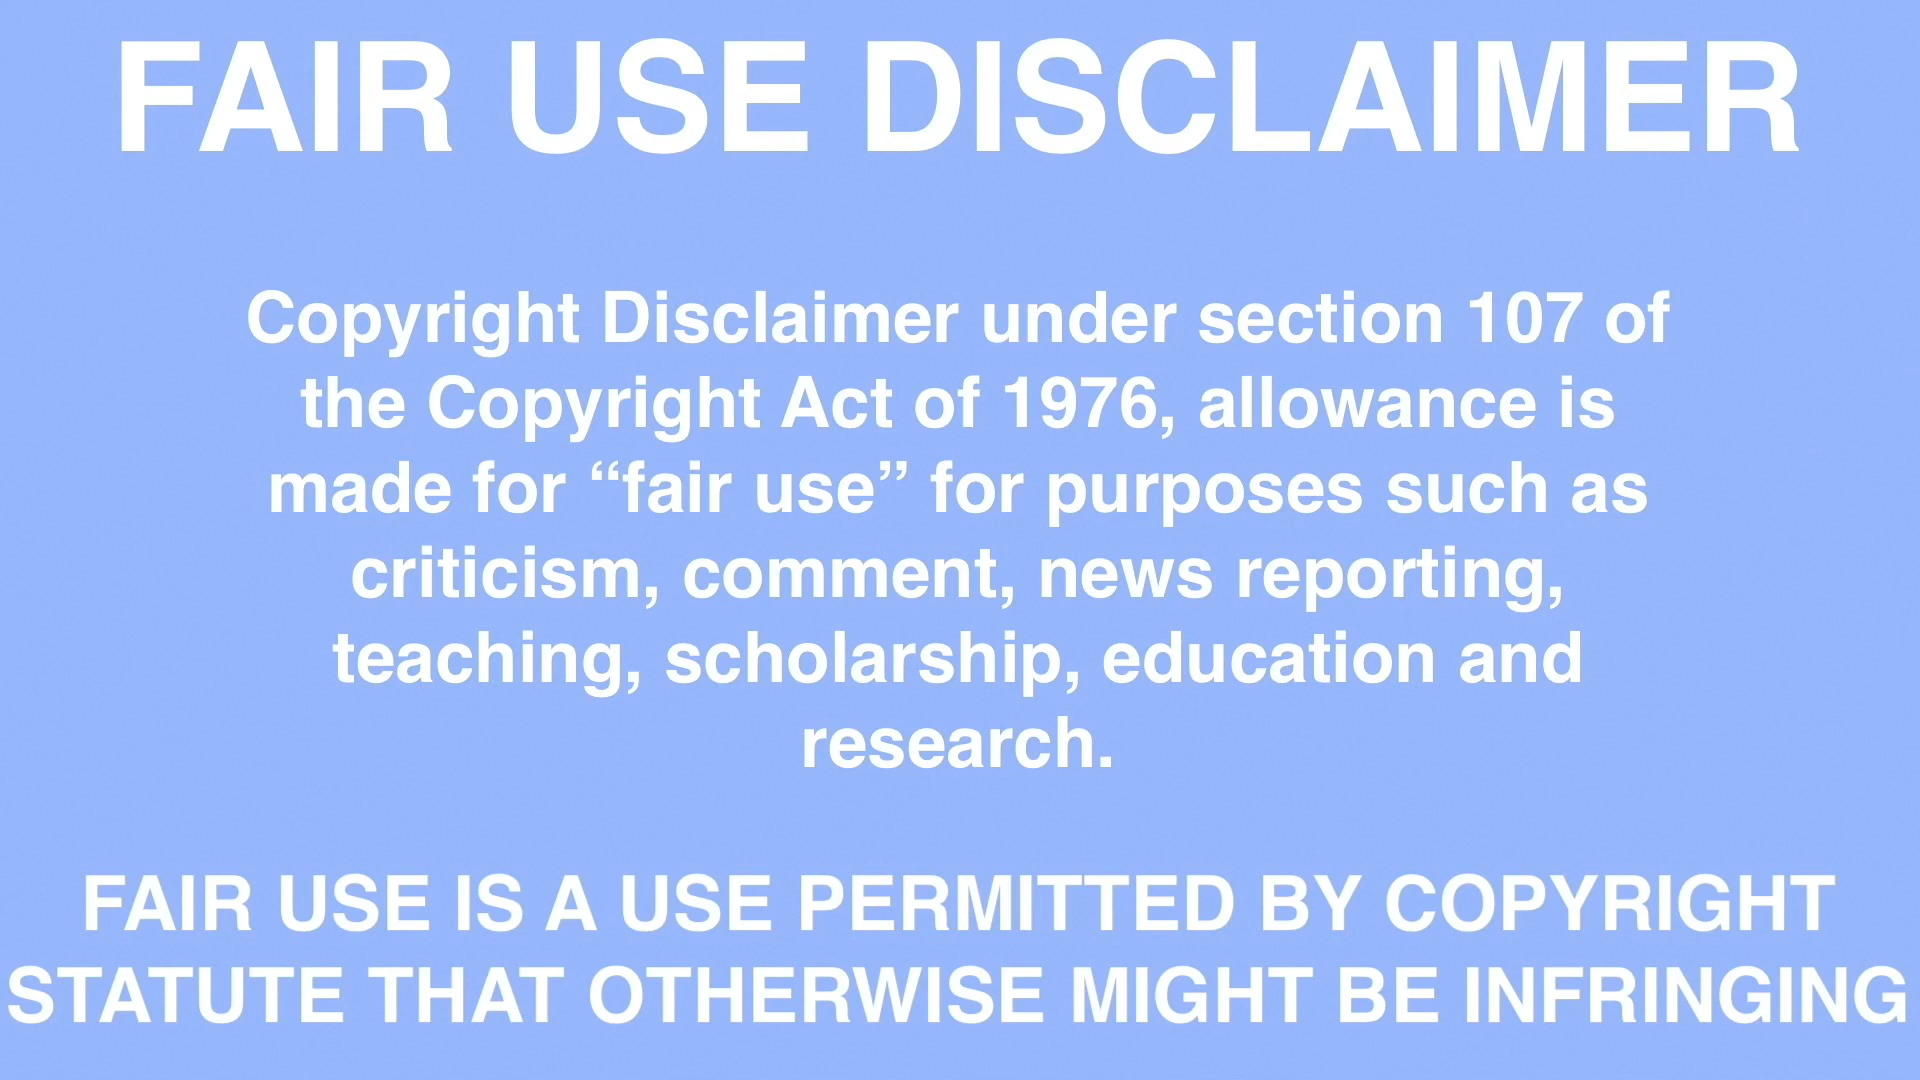 FAIR USE DISCLAIMER
Copyright Disclaimer under section 107 of
the Copyright Act of 1976, allowance is
made for “fair use” for purposes such as
criticism, comment, news reporting,
teaching, scholarship, education and
research.
FAIR USE IS A USE PERMITTED BY COPYRIGHT
STATUTE THAT OTHERWISE MIGHT BE INFRINGING